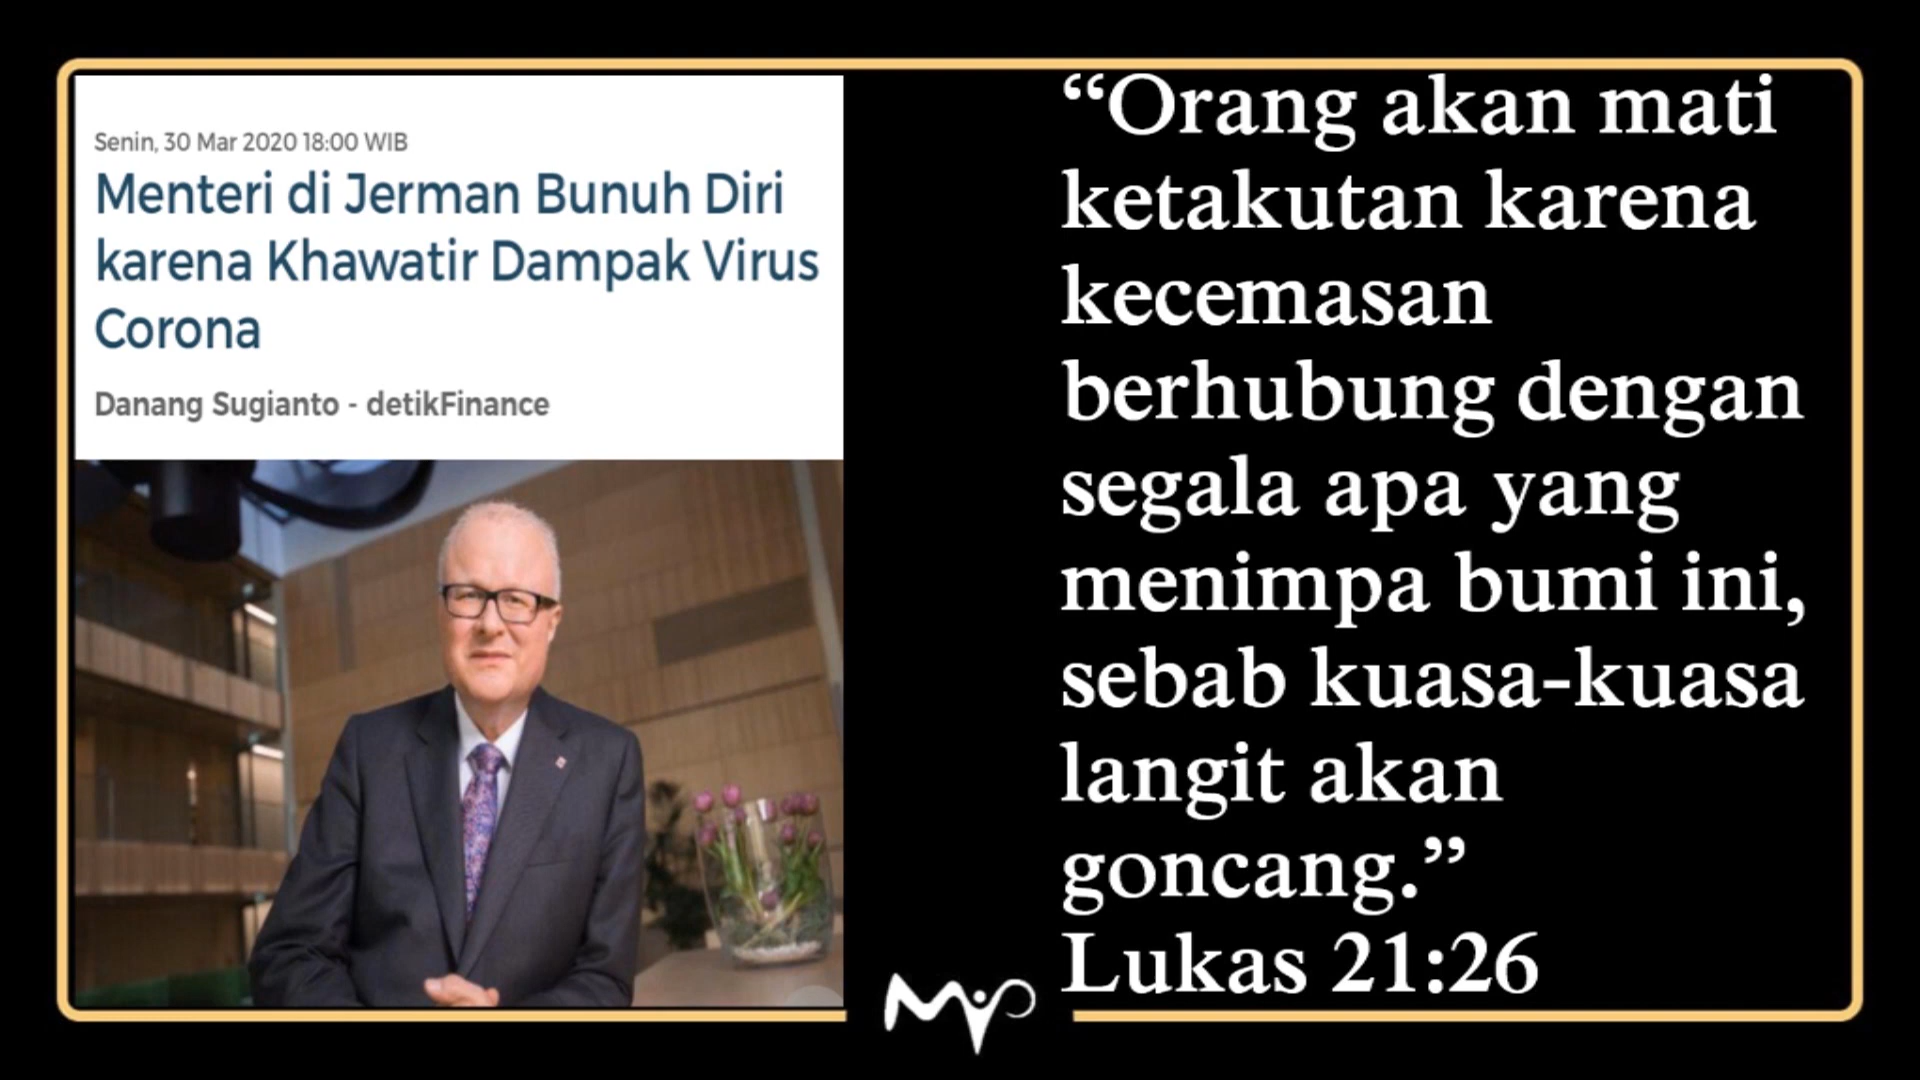 Senin, 30 Mar 2020 18:00 WIB
Menteri di Jerman Bunuh Diri
karena Khawatir Dampak Virus
Corona
Danang Sugianto - detikFinance
“Orang akan mati
ketakutan karena
kecemasan
berhubung dengan
segala apa yang
menimpa bumi ini,
sebab kuasa-kuasa
langit akan
goncang.”
Lukas 21:26